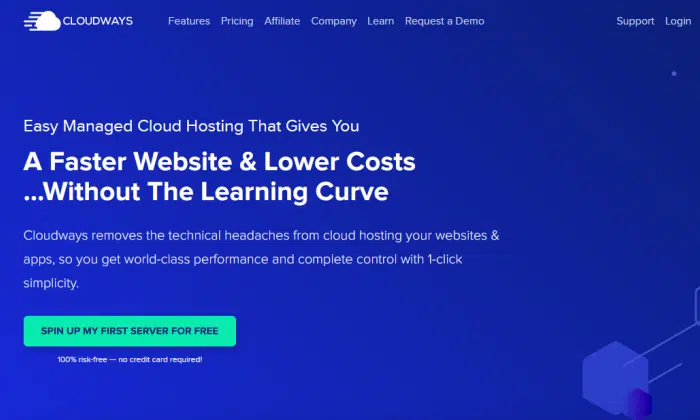 CLOUDWAYS Features Pricing Affiliate Company Learn Request a Demo Support Login
Easy Managed Cloud Hosting That Gives You
A Faster Website & Lower Costs
...Without The Learning Curve
Cloudways removes the technical headaches from cloud hosting your websites &
apps, so you get world-class performance and complete control with 1-click
simplicity.
SPIN UP MY FIRST SERVER FOR FREE
100% risk-free — no credit card required!